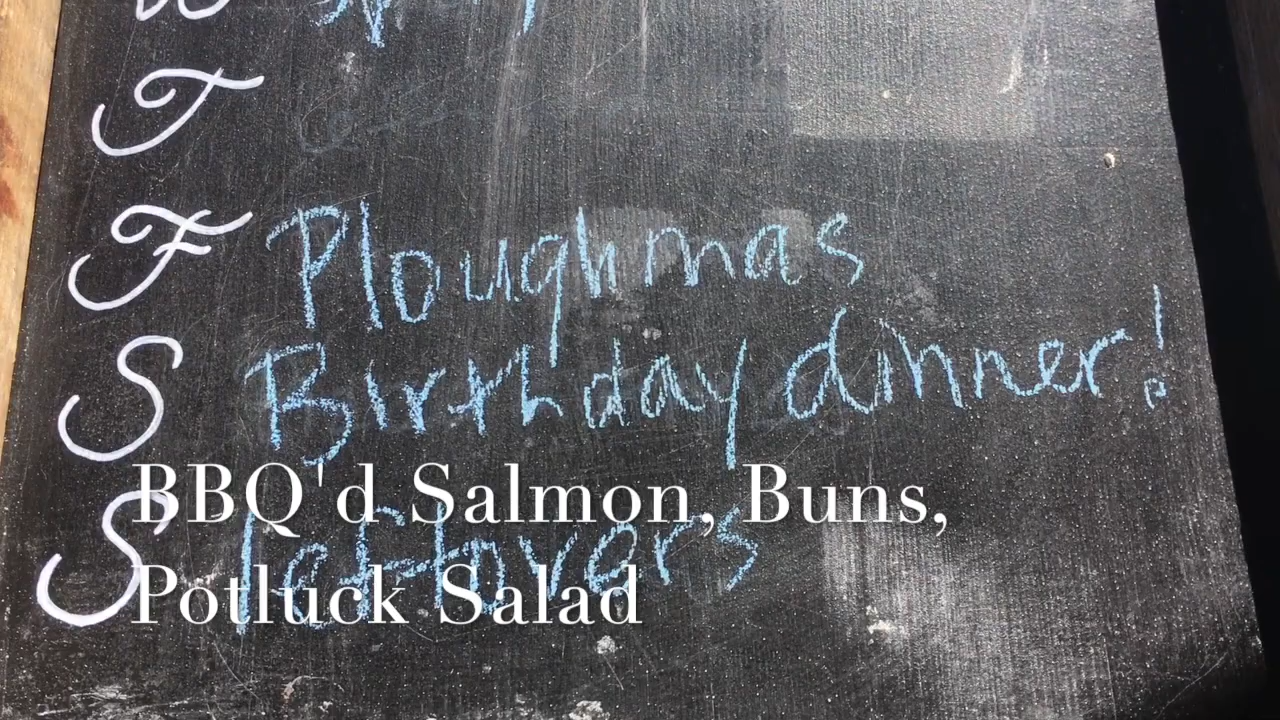 T
F Ploughmas
S Birthday dinner!
S leftovers
BBQ'd Salmon, Buns,
Potluck Salad